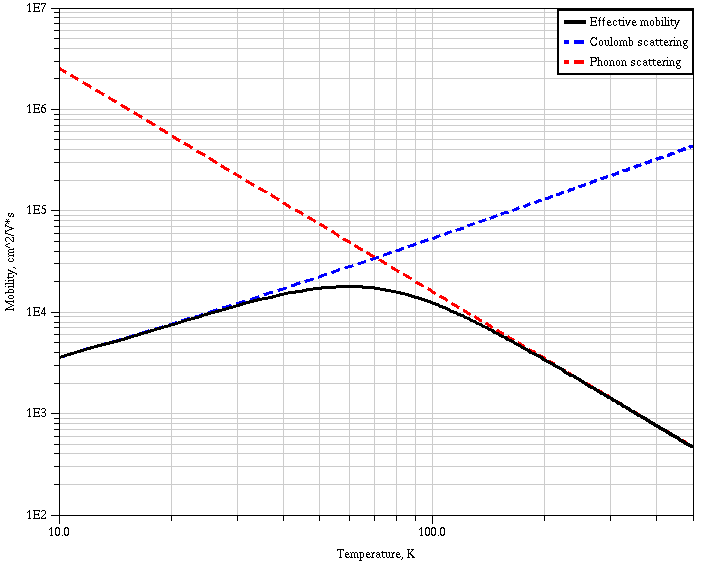 1E7
Effective mobility
Coulomb scattering
Phonon scattering
1E6
1E5
Mobility, cm^2/V*s
1E4
1E3
1E2
10.0
100.0
Temperature, K